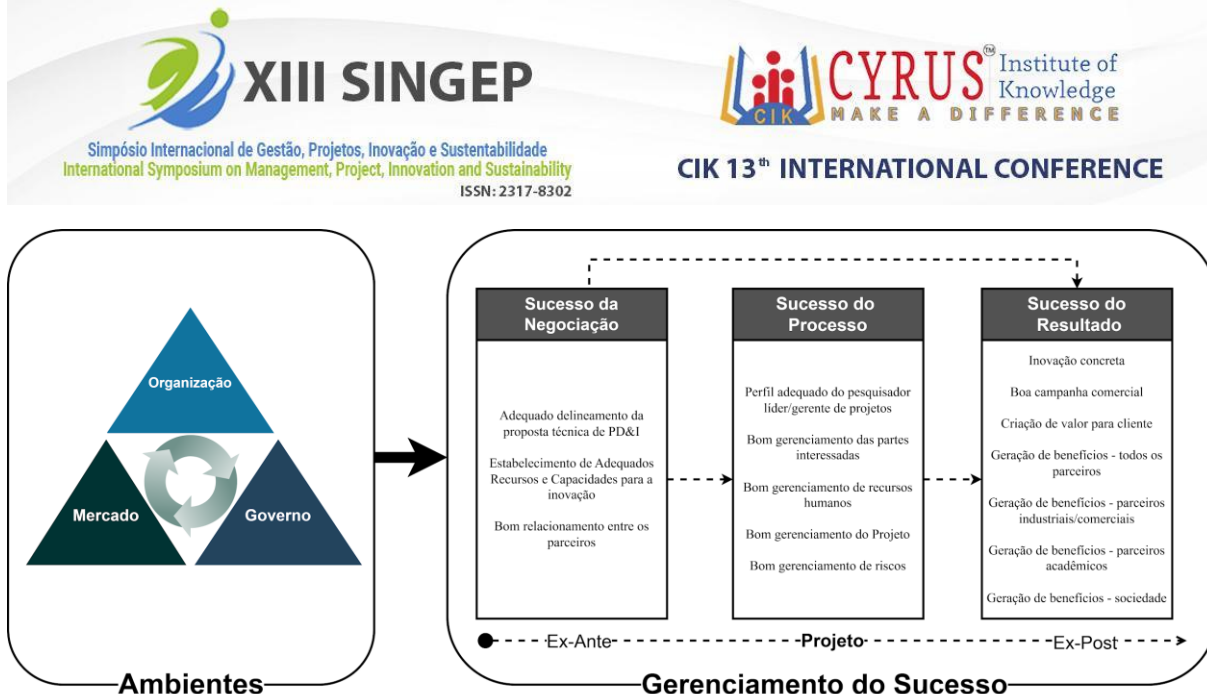 XIII SINGEP
Simpósio Internacional de Gestão, Projetos, Inovação e Sustentabilidade
International Symposium on Management, Project, Innovation and Sustainability
ISSN: 2317-8302
CIK
CYRUS™ Institute of
Knowledge
MAKE A DIFFERENCE
CIK 13th INTERNATIONAL CONFERENCE
Organização
Mercado
Governo
Ambientes
Sucesso da
Negociação
Adequado delineamento da
proposta técnica de PD&I
Estabelecimento de Adequados
Recursos e Capacidades para a
inovação
Bom relacionamento entre os
parceiros
Sucesso do
Processo
Perfil adequado do pesquisador
líder/gerente de projetos
Bom gerenciamento das partes
interessadas
Bom gerenciamento de recursos
humanos
Bom gerenciamento do Projeto
Bom gerenciamento de riscos
Sucesso do
Resultado
Inovação concreta
Boa campanha comercial
Criação de valor para cliente
Geração de benefícios - todos os
parceiros
Geração de benefícios - parceiros
industriais/comerciais
Geração de benefícios - parceiros
acadêmicos
Geração de benefícios - sociedade
Ex-Ante
Projeto
Ex-Post
Gerenciamento do Sucesso